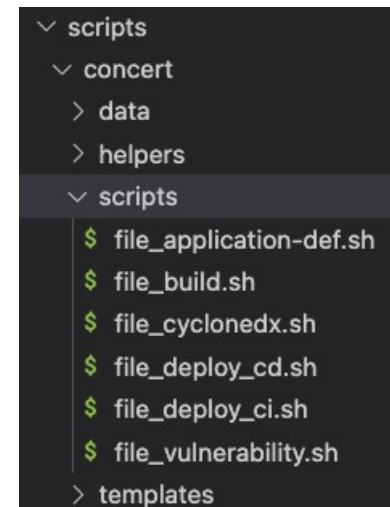 scripts
concert
data
helpers
scripts
$ file_application-def.sh
$ file_build.sh
$ file_cyclonedx.sh
$ file_deploy_cd.sh
$ file_deploy_ci.sh
$ file_vulnerability.sh
templates